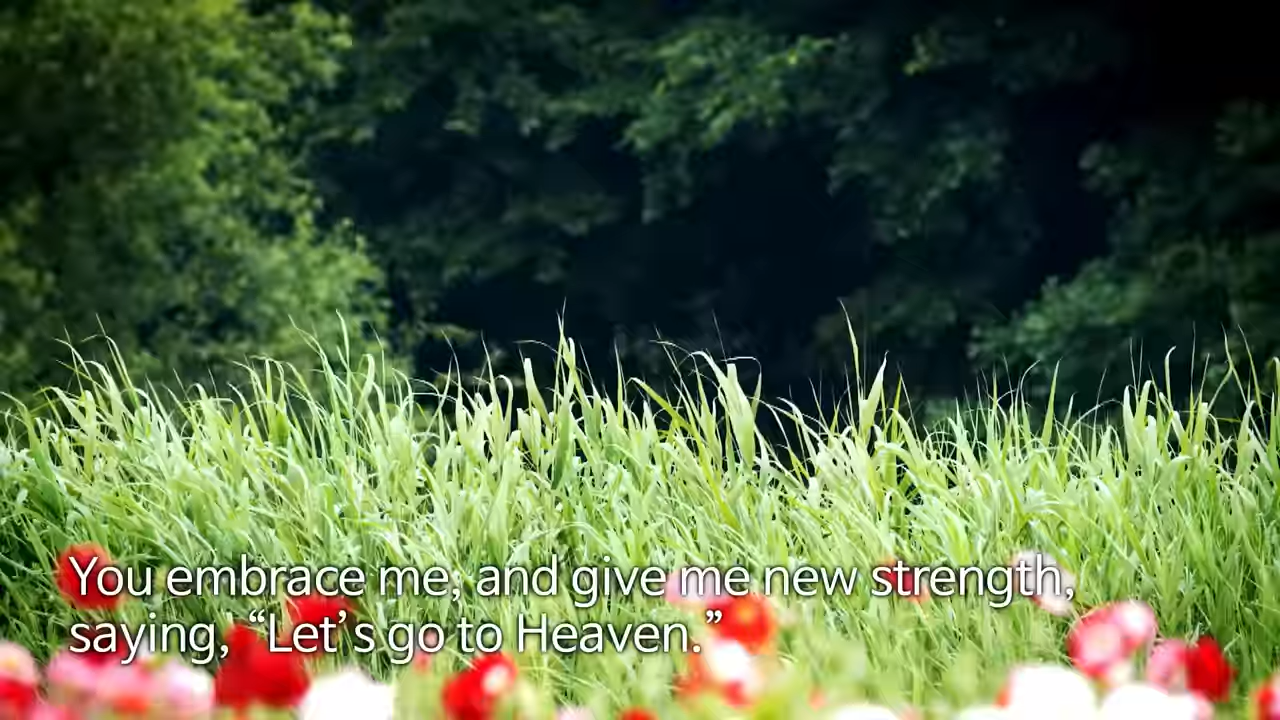 You embrace me, and give me new strength,
saying, “Let’s go to Heaven.”